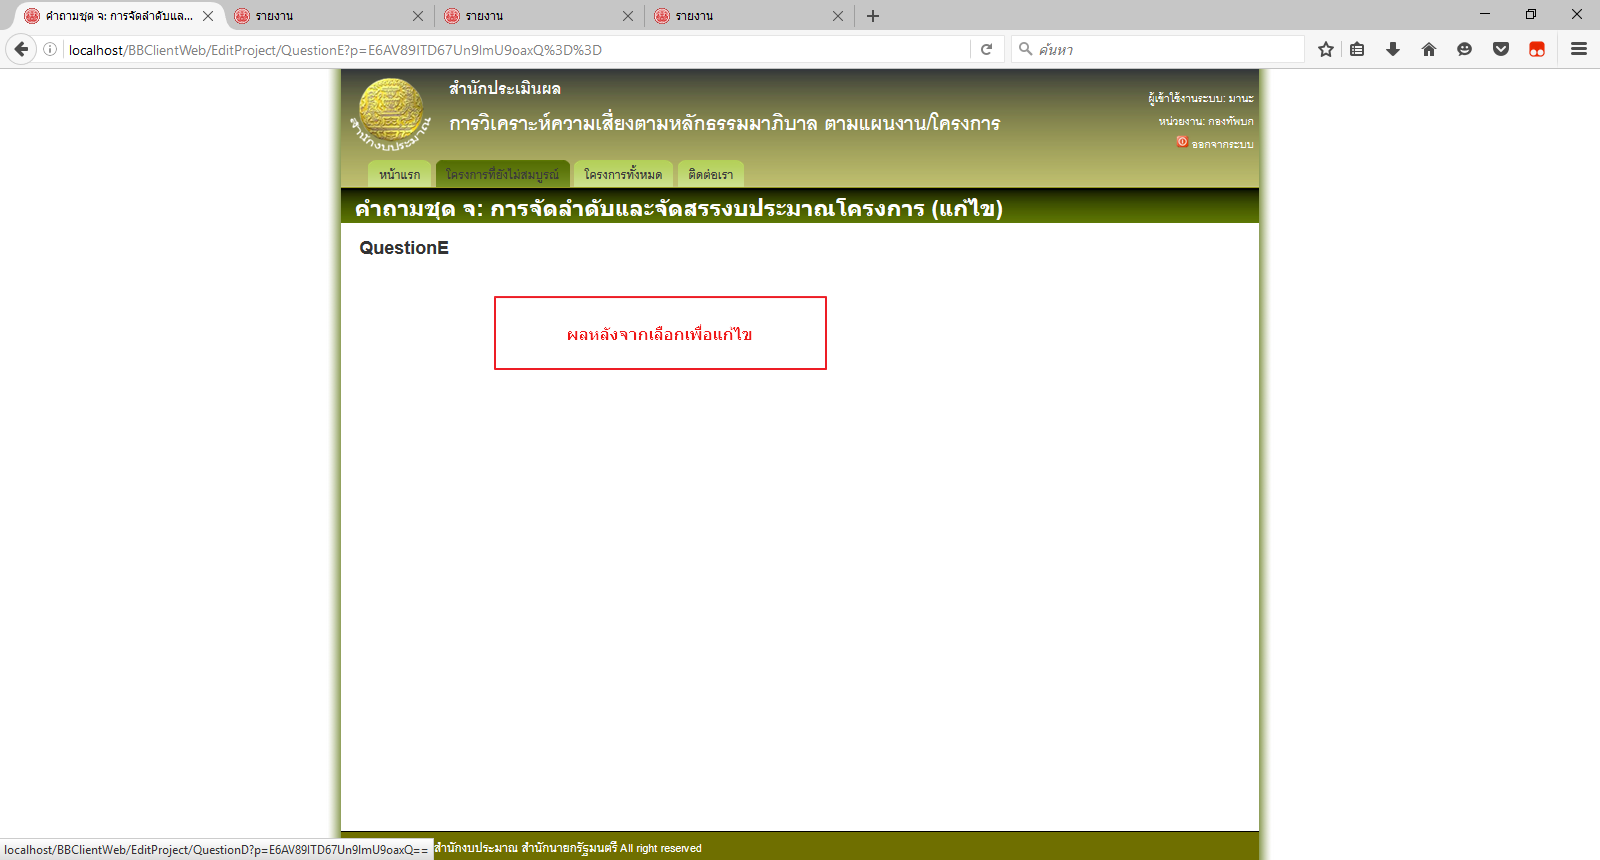 คำถามชุด จ: การจัดลำดับแล...
รายงาน
รายงาน
รายงาน
localhost/BBClientWeb/EditProject/QuestionE?p=E6AV89ITD67Un9lmU9oaxQ%3D%3D
ค้นหา
สำนักงบประมาณ
สำนักประเมินผล
การวิเคราะห์ความเสี่ยงตามหลักธรรมมาภิบาล ตามแผนงาน/โครงการ
ผู้เข้าใช้งานระบบ: มานะ
หน่วยงาน: กองทัพบก
ออกจากระบบ
หน้าแรก
โครงการที่ยังไม่สมบูรณ์
โครงการทั้งหมด
ติดต่อเรา
คำถามชุด จ: การจัดลำดับและจัดสรรงบประมาณโครงการ (แก้ไข)
QuestionE
ผลหลังจากเลือกเพื่อแก้ไข
localhost/BBClientWeb/EditProject/QuestionD?p=E6AV89ITD67Un9lmU9oaxQ==
สำนักงบประมาณ สำนักนายกรัฐมนตรี All right reserved